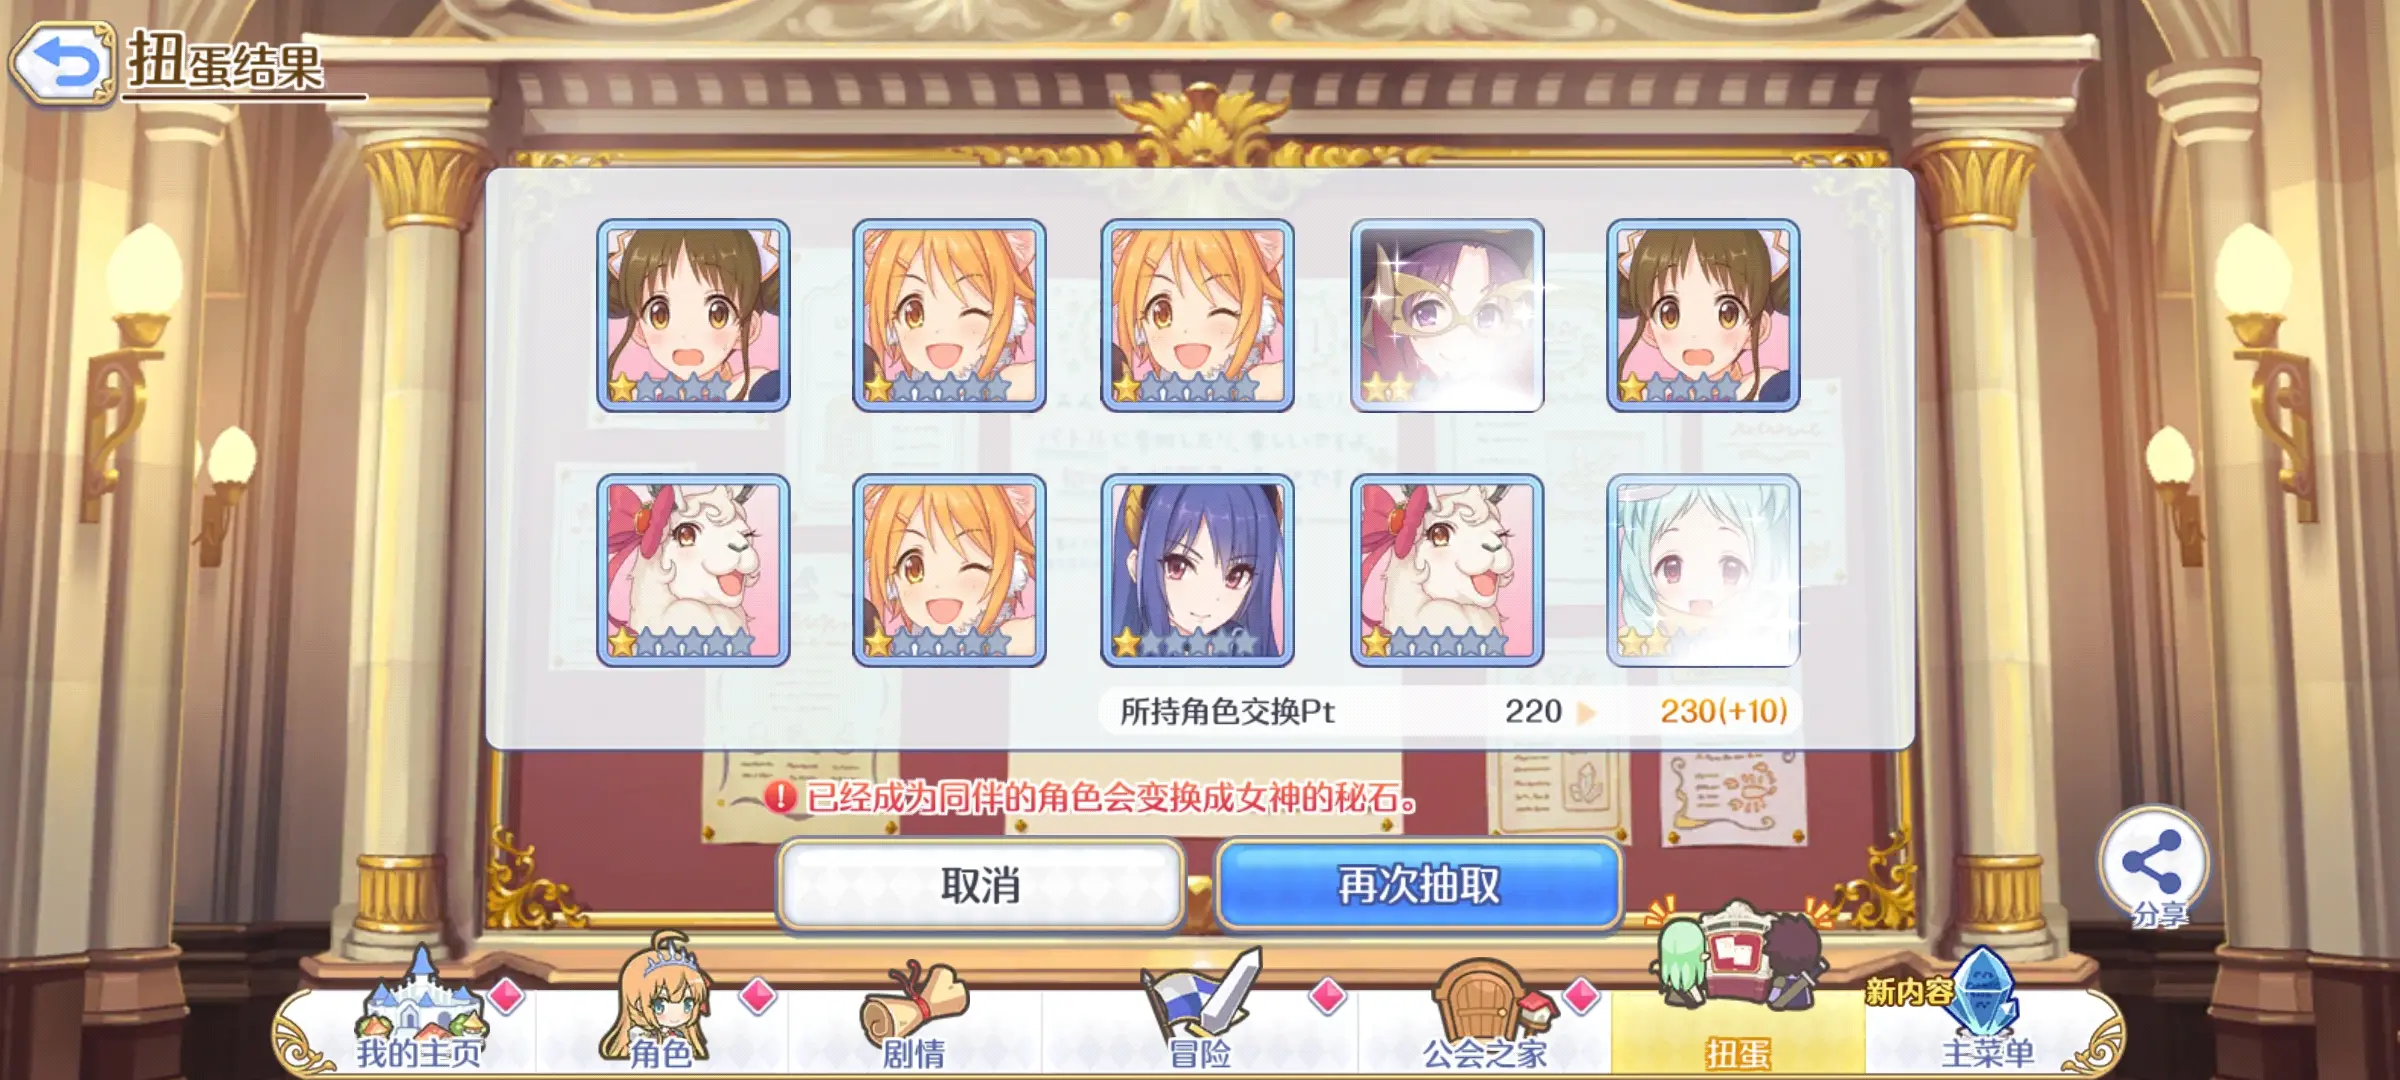 扭蛋结果
所持角色交换Pt 220 230(+10)
已经成为同伴的角色会变换成女神的秘石。
取消
再次抽取
分享
新内容
我的主页
角色
剧情
冒险
公会之家
扭蛋
主菜单